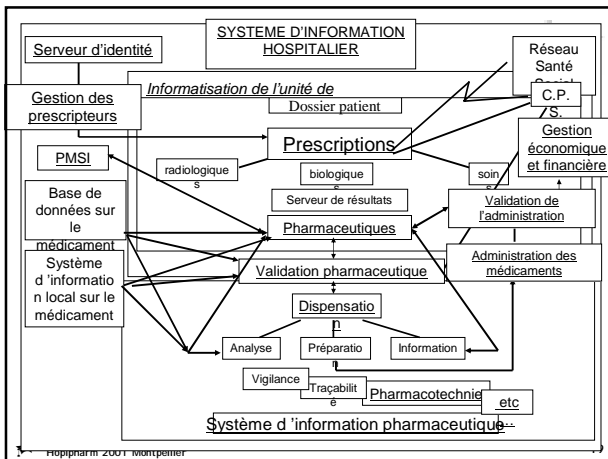 SYSTEME D'INFORMATION
HOSPITALIER
Serveur d'identité
Réseau
Santé
Social
Informatisation de l'unité de
C.P.
S.
Gestion des
prescripteurs
Dossier patient
Gestion
économique
et financière
Prescriptions
PMSI
radiologique
s
biologique
s
soin
s
Serveur de résultats
Base de
données sur
le
médicament
Validation de
l'administration
Pharmaceutiques
Système
d 'informatio
n local sur le
médicament
Validation pharmaceutique
Administration des
médicaments
Dispensatio
n
Analyse
Préparatio
n
Information
Vigilance
Traçabilit
é
Pharmacotechnie
etc
...
Système d 'information pharmaceutique
Hopipharm 2001 Montpellier